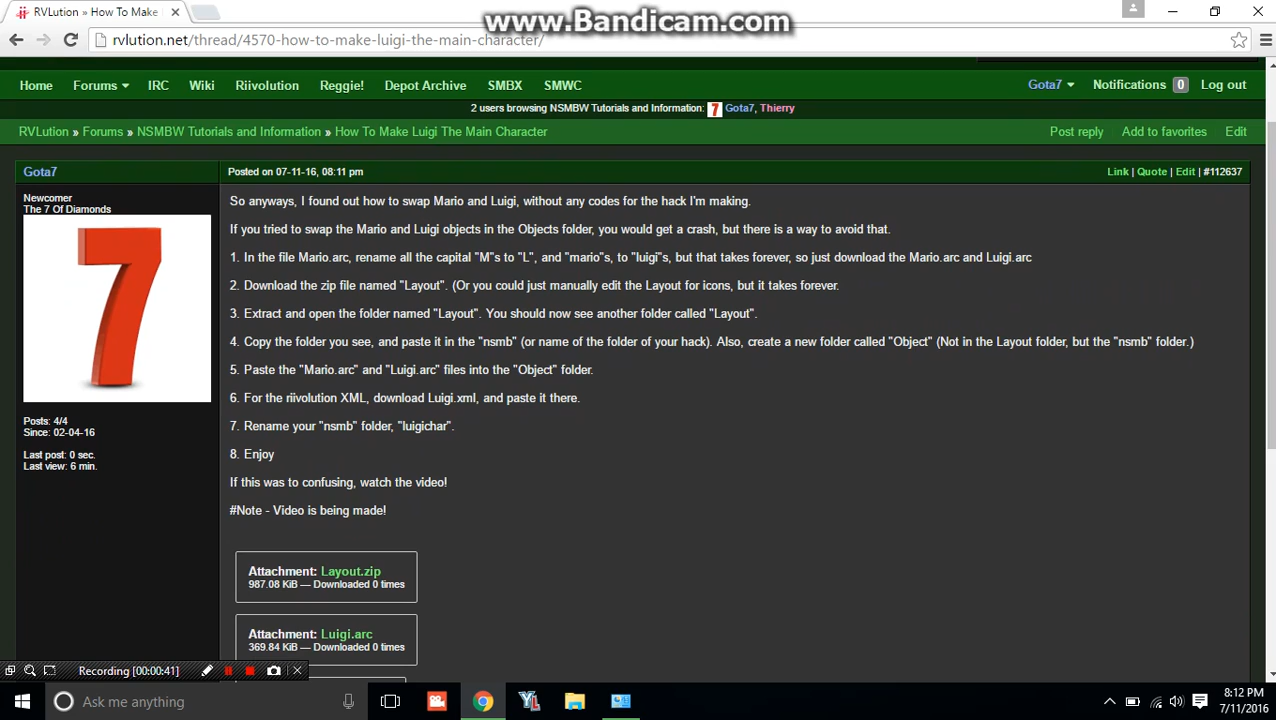 www.Bandicam.com
RVLution » How To Make
rvlution.net/thread/4570-how-to-make-luigi-the-main-character/
Home Forums IRC Wiki Riivolution Reggie! Depot Archive SMBX SMWC Gota7 Notifications 0 Log out
2 users browsing NSMBW Tutorials and Information: 7 Gota7, Thierry
RVLution » Forums » NSMBW Tutorials and Information » How To Make Luigi The Main Character Post reply Add to favorites Edit
Gota7 Posted on 07-11-16, 08:11 pm Link | Quote | Edit | #112637
Newcomer
The 7 Of Diamonds
7
Posts: 4/4
Since: 02-04-16
Last post: 0 sec.
Last view: 6 min.
So anyways, I found out how to swap Mario and Luigi, without any codes for the hack I'm making.
If you tried to swap the Mario and Luigi objects in the Objects folder, you would get a crash, but there is a way to avoid that.
1. In the file Mario.arc, rename all the capital "M"s to "L", and "mario"s, to "luigi"s, but that takes forever, so just download the Mario.arc and Luigi.arc
2. Download the zip file named "Layout". (Or you could just manually edit the Layout for icons, but it takes forever.
3. Extract and open the folder named "Layout". You should now see another folder called "Layout".
4. Copy the folder you see, and paste it in the "nsmb" (or name of the folder of your hack). Also, create a new folder called "Object" (Not in the Layout folder, but the "nsmb" folder.)
5. Paste the "Mario.arc" and "Luigi.arc" files into the "Object" folder.
6. For the riivolution XML, download Luigi.xml, and paste it there.
7. Rename your "nsmb" folder, "luigichar".
8. Enjoy
If this was to confusing, watch the video!
#Note - Video is being made!
Attachment: Layout.zip
987.08 KiB — Downloaded 0 times
Attachment: Luigi.arc
369.84 KiB — Downloaded 0 times
Recording [00:00:41]
Ask me anything
YL
8:12 PM
7/11/2016